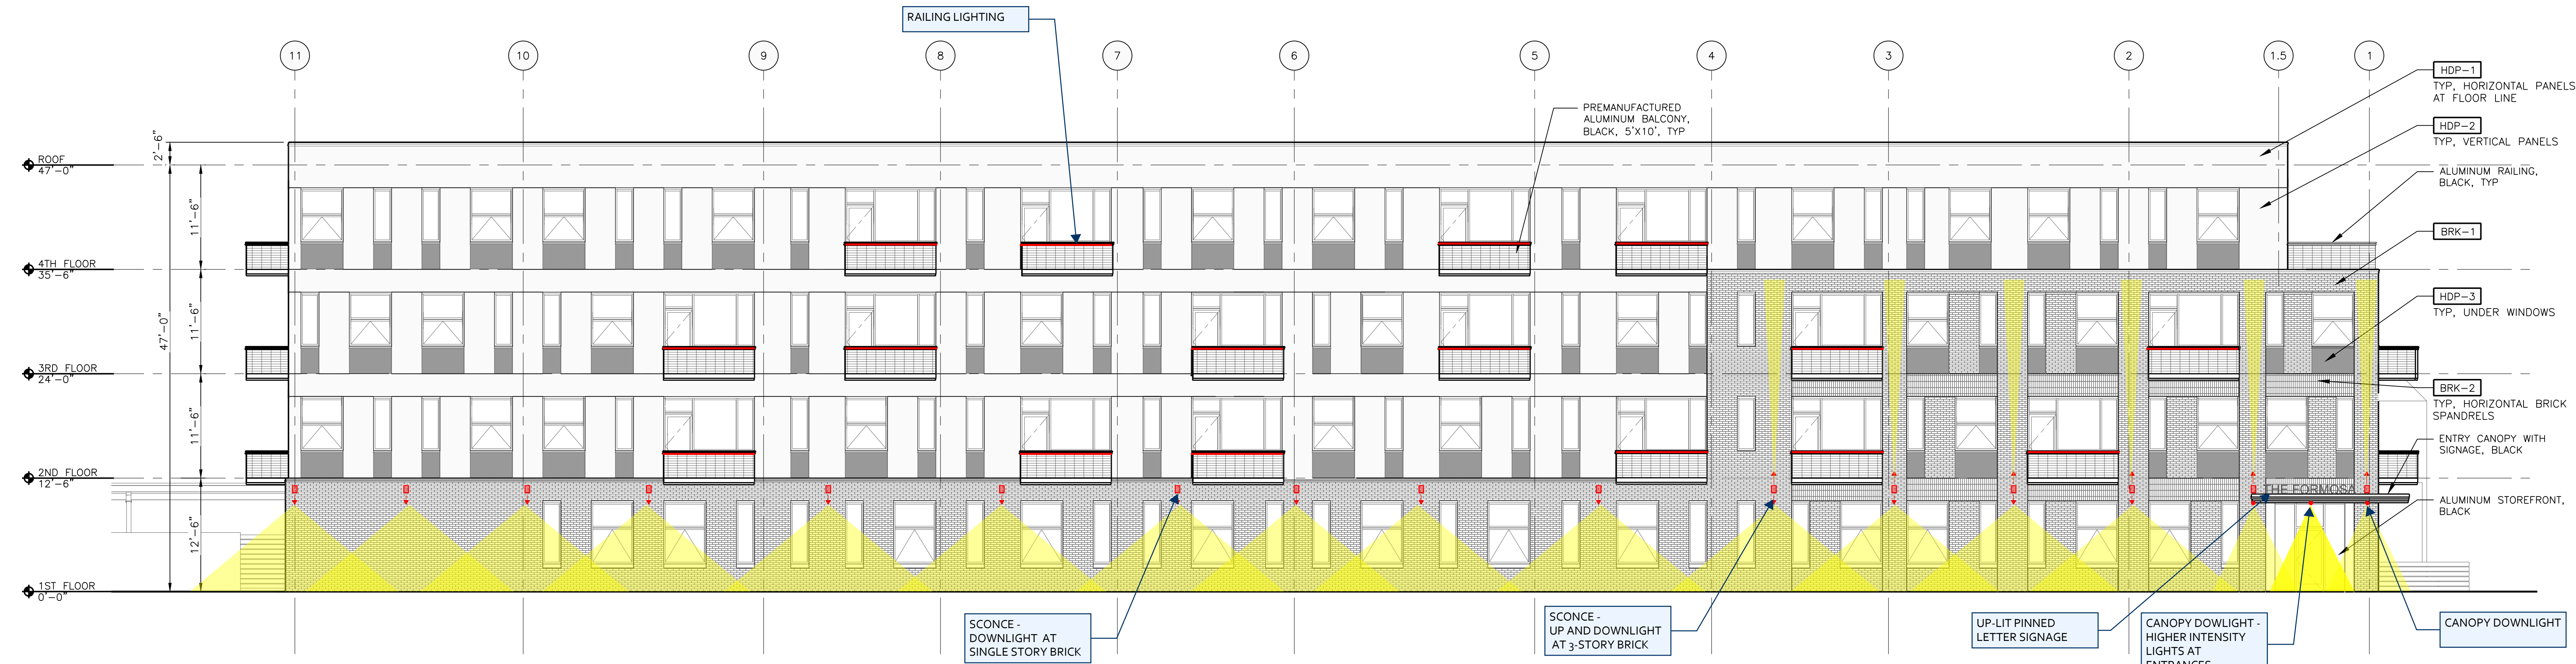 RAILING LIGHTING
11
10
9
8
7
6
5
4
3
2
1.5
1
HDP-1
TYP, HORIZONTAL PANELS
AT FLOOR LINE
PREMANUFACTURED
ALUMINUM BALCONY,
BLACK, 5'X10', TYP
HDP-2
TYP, VERTICAL PANELS
2'-6"
ROOF
47'-0"
ALUMINUM RAILING,
BLACK, TYP
11'-6"
BRK-1
4TH FLOOR
35'-6"
HDP-3
TYP, UNDER WINDOWS
11'-6"
47'-0"
3RD FLOOR
24'-0"
BRK-2
TYP, HORIZONTAL BRICK
SPANDRELS
11'-6"
ENTRY CANOPY WITH
SIGNAGE, BLACK
2ND FLOOR
12'-6"
THE FORMOSA
ALUMINUM STOREFRONT,
BLACK
12'-6"
1ST FLOOR
0'-0"
SCONCE -
DOWNLIGHT AT
SINGLE STORY BRICK
SCONCE -
UP AND DOWNLIGHT
AT 3-STORY BRICK
UP-LIT PINNED
LETTER SIGNAGE
CANOPY DOWLIGHT -
HIGHER INTENSITY
LIGHTS AT
ENTRANCES
CANOPY DOWNLIGHT